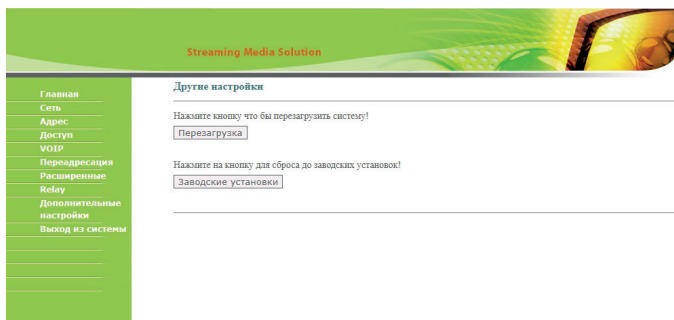 Streaming Media Solution
Главная
Сеть
Адрес
Доступ
VOIP
Переадресация
Расширенные
Relay
Дополнительные
настройки
Выход из системы
Другие настройки
Нажмите кнопку что бы перезагрузить систему!
Перезагрузка
Нажмите на кнопку для сброса до заводских установок!
Заводские установки